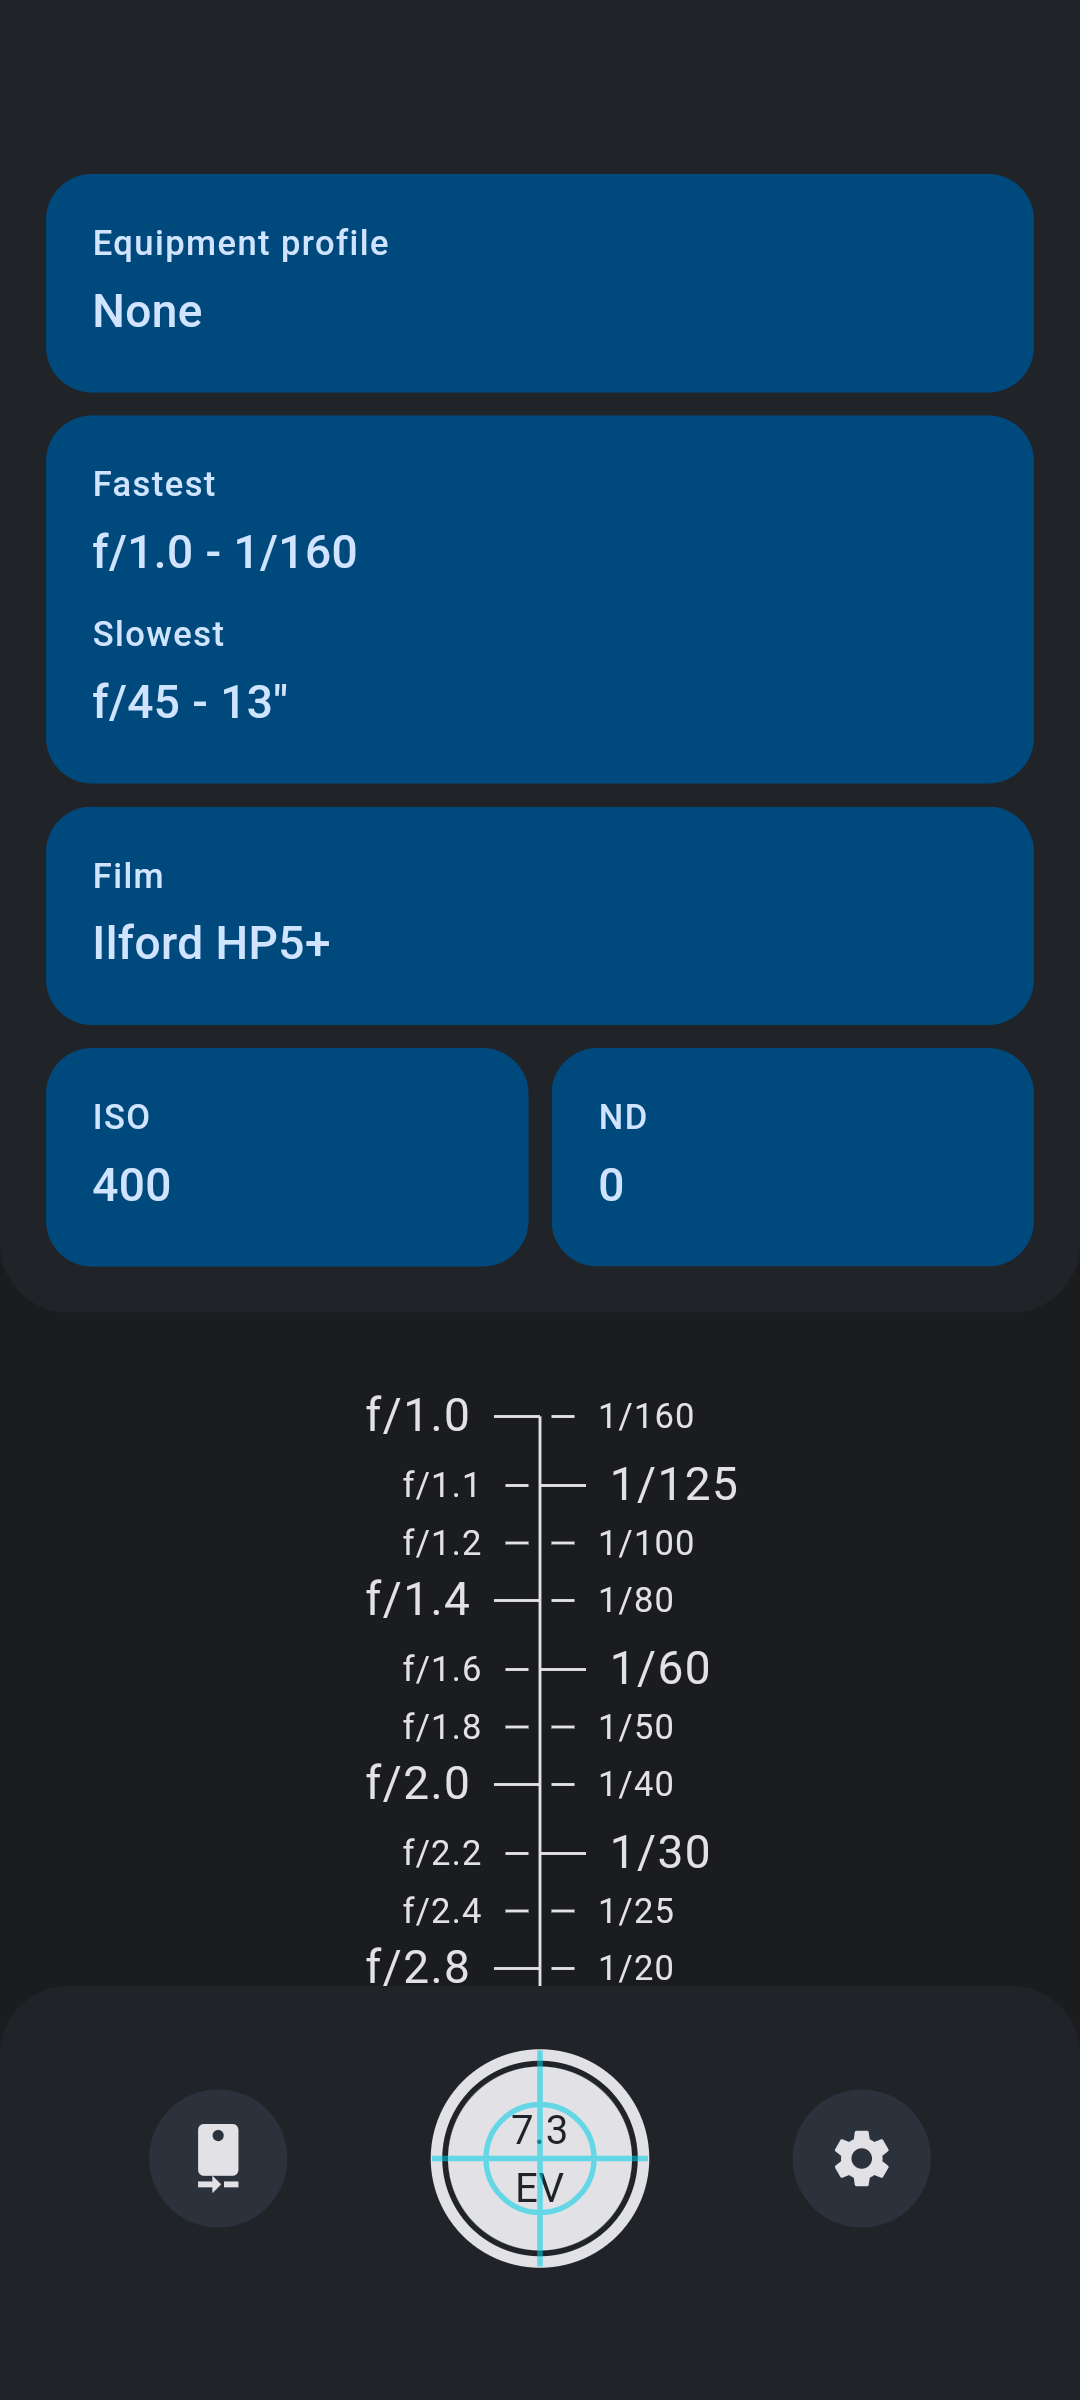 Equipment profile
None
Fastest
f/1.0 - 1/160
Slowest
f/45 - 13"
Film
Ilford HP5+
ISO
400
ND
0
f/1.0 1/160
f/1.1 1/125
f/1.2 1/100
f/1.4 1/80
f/1.6 1/60
f/1.8 1/50
f/2.0 1/40
f/2.2 1/30
f/2.4 1/25
f/2.8 1/20
7.3
EV